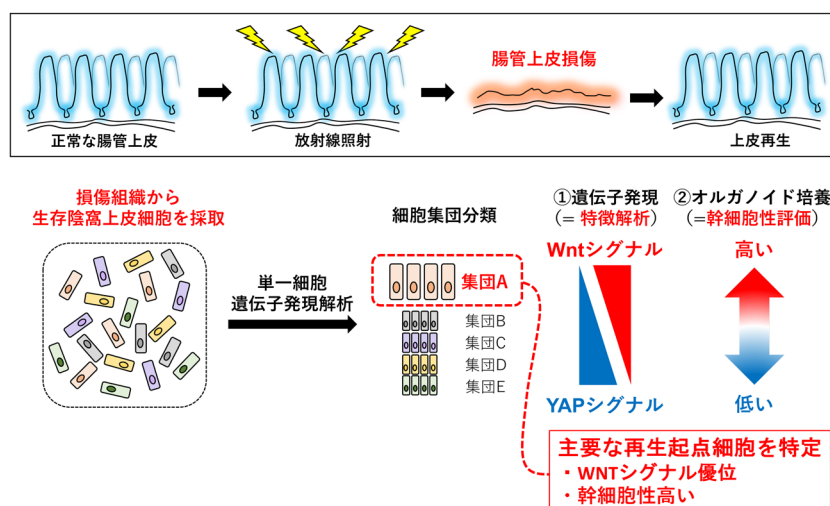 腸管上皮損傷
正常な腸管上皮
放射線照射
上皮再生
損傷組織から
生存陰窩上皮細胞を採取
単一細胞
遺伝子発現解析
細胞集団分類
集団A
集団B
集団C
集団D
集団E
①遺伝子発現
(= 特徴解析)
Wntシグナル
YAPシグナル
②オルガノイド培養
(=幹細胞性評価)
高い
低い
主要な再生起点細胞を特定
・WNTシグナル優位
・幹細胞性高い